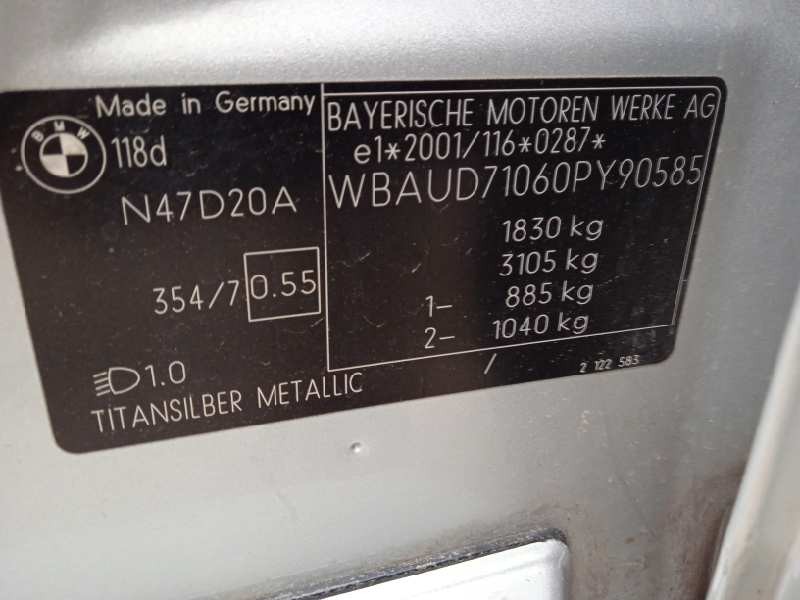 BMW
Made in Germany
118d
N47D20A
354/7 0.55
1.0
TITANSILBER METALLIC
BAYERISCHE MOTOREN WERKE AG
e1*2001/116*0287*
WBAUD71060PY90585
1830 kg
3105 kg
1- 885 kg
2- 1040 kg
/
2 122 583